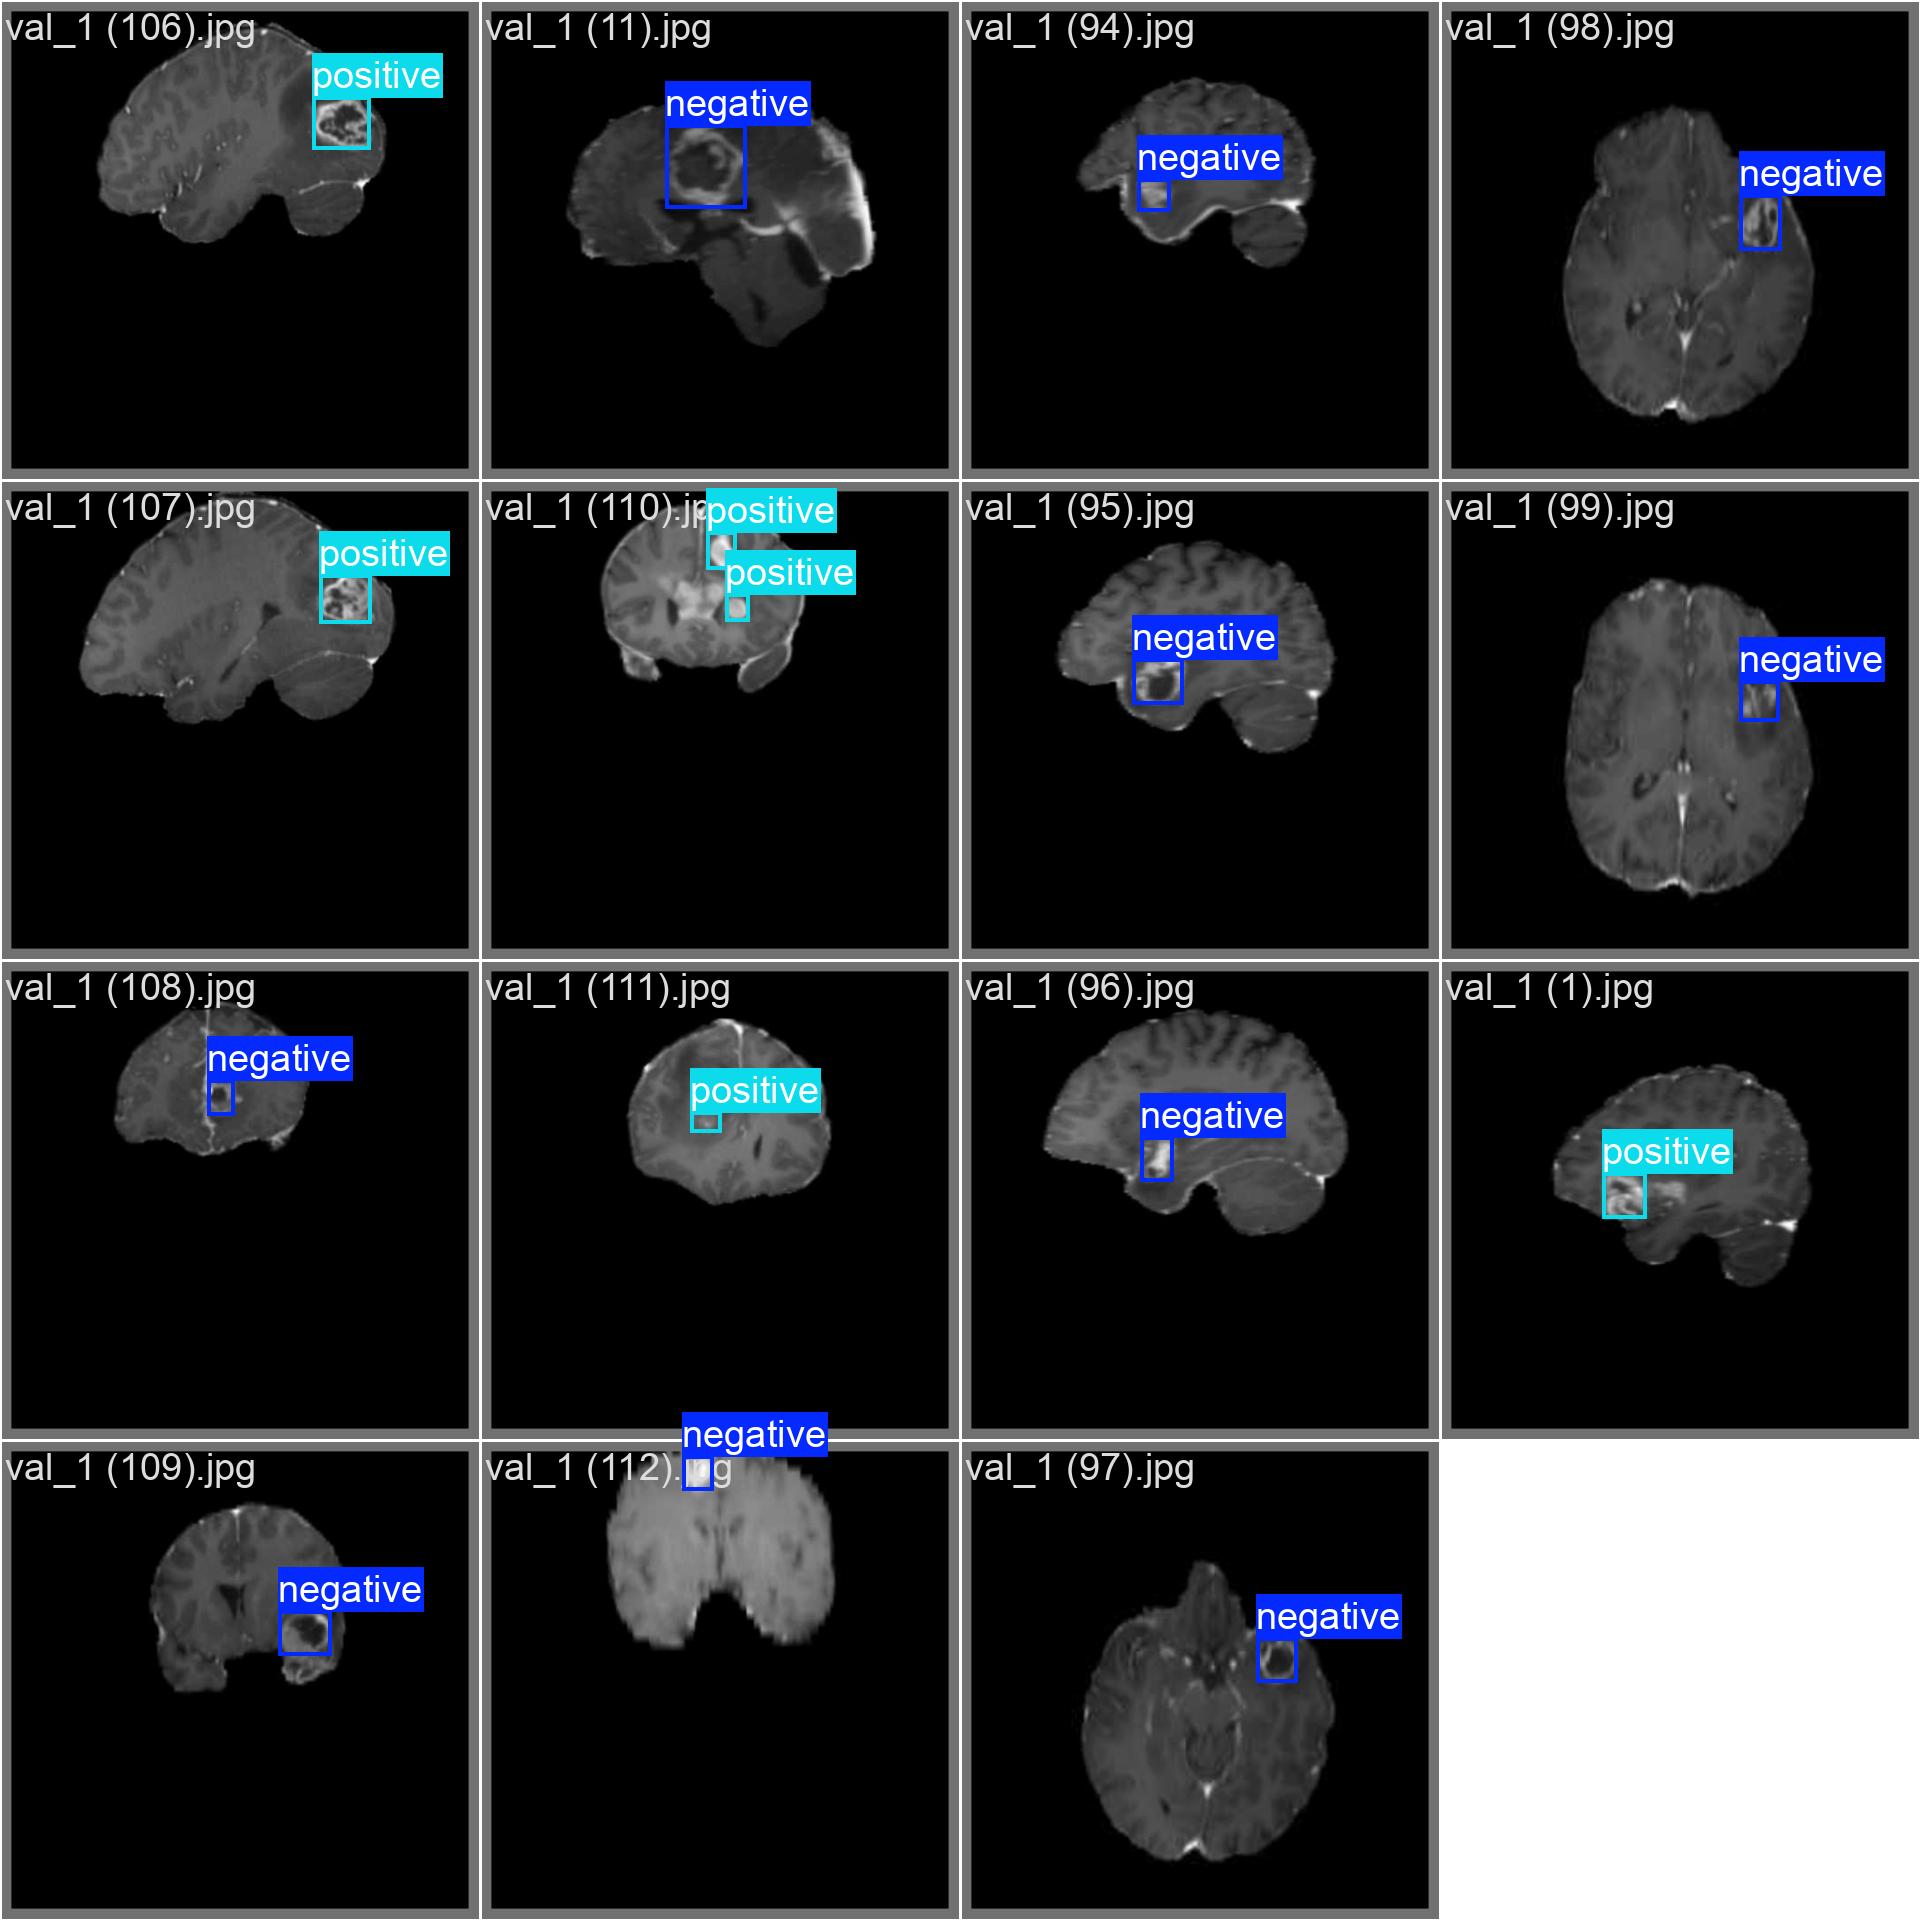 val_1 (106).jpg
positive
val_1 (11).jpg
negative
val_1 (94).jpg
negative
val_1 (98).jpg
negative
val_1 (107).jpg
positive
val_1 (110).jp
positive
positive
val_1 (95).jpg
negative
val_1 (99).jpg
negative
val_1 (108).jpg
negative
val_1 (111).jpg
positive
val_1 (96).jpg
negative
val_1 (1).jpg
positive
val_1 (109).jpg
negative
negative
val_1 (112).jpg
val_1 (97).jpg
negative